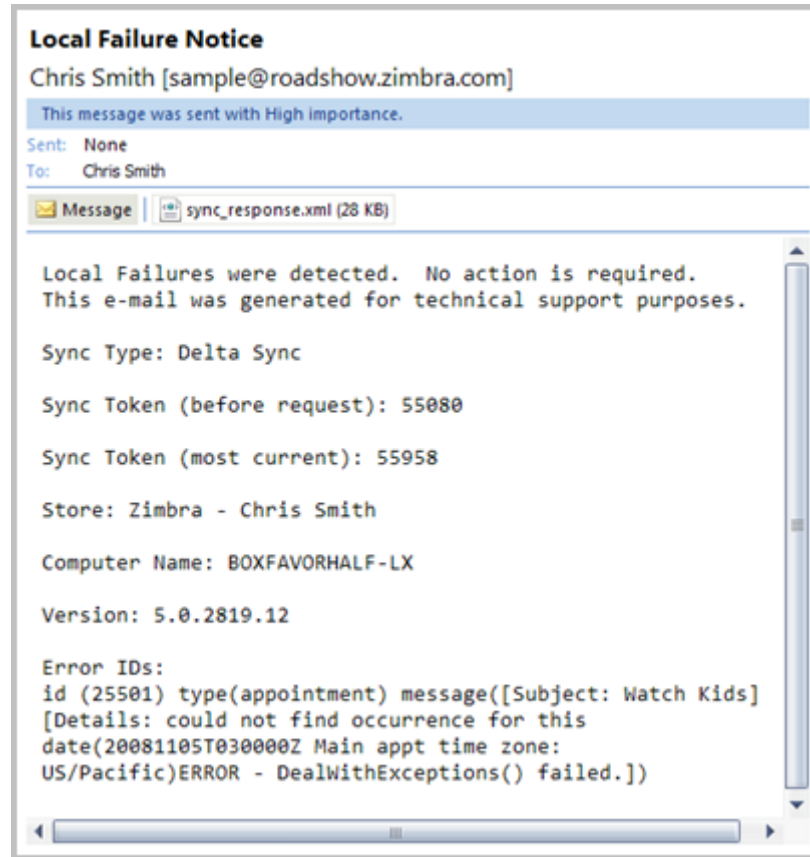 Local Failure Notice
Chris Smith [sample@roadshow.zimbra.com]
This message was sent with High importance.
Sent: None
To: Chris Smith
Message sync_response.xml (28 KB)
Local Failures were detected.  No action is required.
This e-mail was generated for technical support purposes.
Sync Type: Delta Sync
Sync Token (before request): 55080
Sync Token (most current): 55958
Store: Zimbra - Chris Smith
Computer Name: BOXFAVORHALF-LX
Version: 5.0.2819.12
Error IDs:
id (25501) type(appointment) message([Subject: Watch Kids]
[Details: could not find occurrence for this
date(20081105T030000Z Main appt time zone:
US/Pacific)ERROR - DealWithExceptions() failed.])